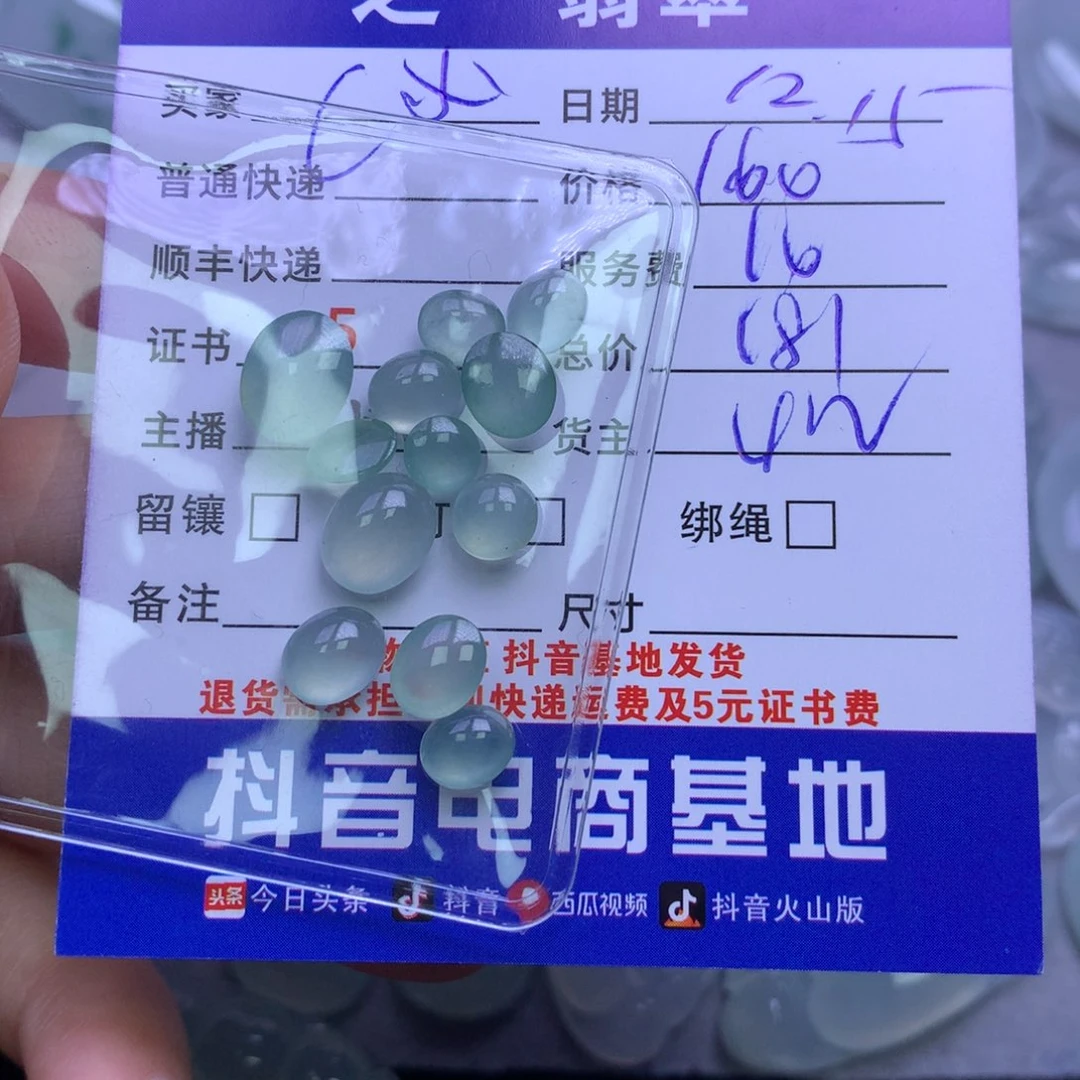 之 翡翠
买家 日期 12.15
普通快递 价格 160
顺丰快递 服务费 16
证书 5 总价 181
主播 货主
留镶 绑绳
备注 尺寸
抖音基地发货
退货 承担 快递运费及5元证书费
抖音电商基地
头条 今日头条 抖音 西瓜视频 抖音火山版